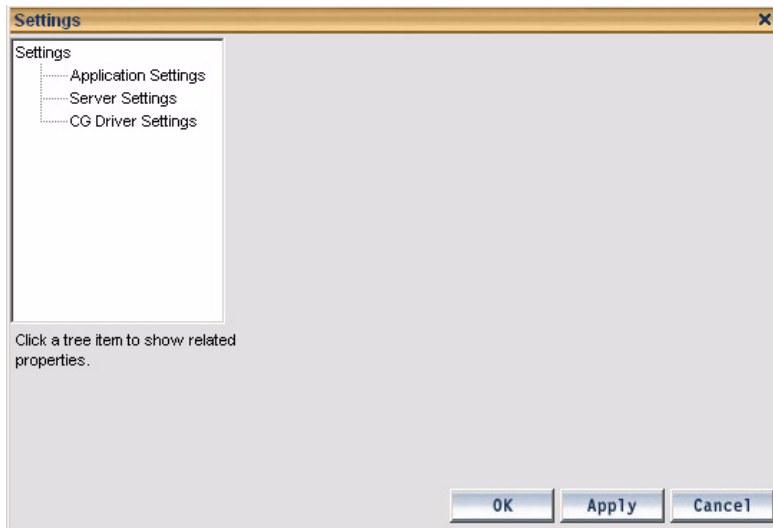 Settings
Settings
Application Settings
Server Settings
CG Driver Settings
Click a tree item to show related
properties.
OK Apply Cancel